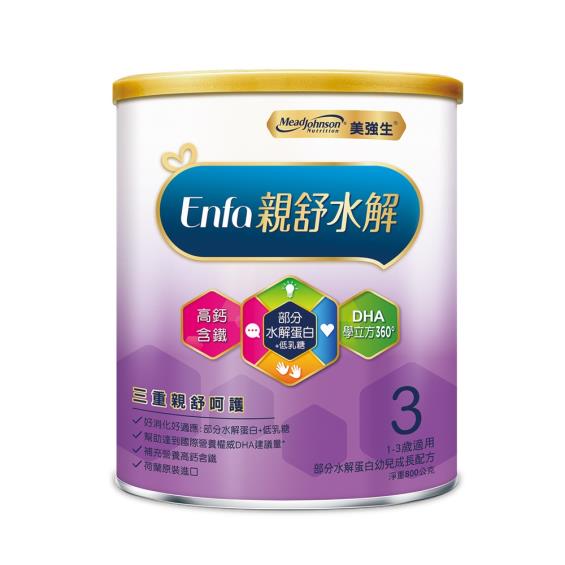 MeadJohnson® 美強生®
Nutrition
Enfa親舒水解
高鈣
含鐵
部分
水解蛋白
+低乳糖
DHA
學立方360°
三重親舒呵護
✓好消化好適應:部分水解蛋白+低乳糖
✓幫助達到國際營養權威DHA建議量*
✓補充營養高鈣含鐵
✓荷蘭原裝進口
3
1-3歲適用
部分水解蛋白幼兒成長配方
淨重800公克